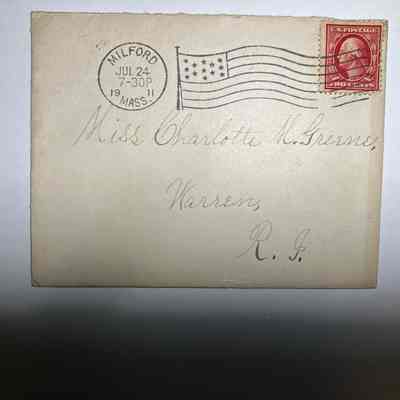 MILFORD
JUL 24
7-30P
19 11
MASS.
U.S. POSTAGE
TWO CENTS
Miss Charlotte M. Greene,
Warren,
R. I.